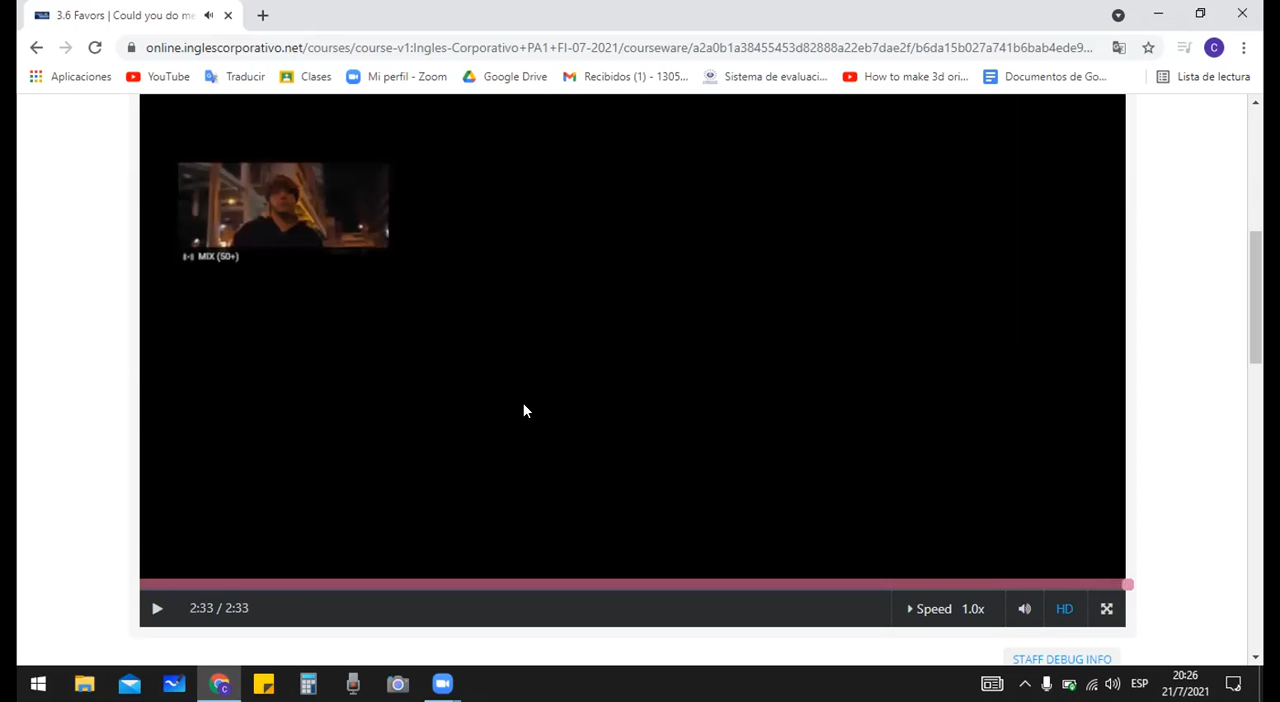 3.6 Favors | Could you do me
online.inglescorporativo.net/courses/course-v1:Ingles-Corporativo+PA1+FI-07-2021/courseware/a2a0b1a38455453d82888a22eb7dae2f/b6da15b027a741b6bab4ede9...
Aplicaciones YouTube Traducir Clases Mi perfil - Zoom Google Drive Recibidos (1) - 1305... Sistema de evaluaci... How to make 3d ori... Documentos de Go... Lista de lectura
MIX (50+)
2:33 / 2:33 Speed 1.0x HD
STAFF DEBUG INFO
ESP
20:26
21/7/2021